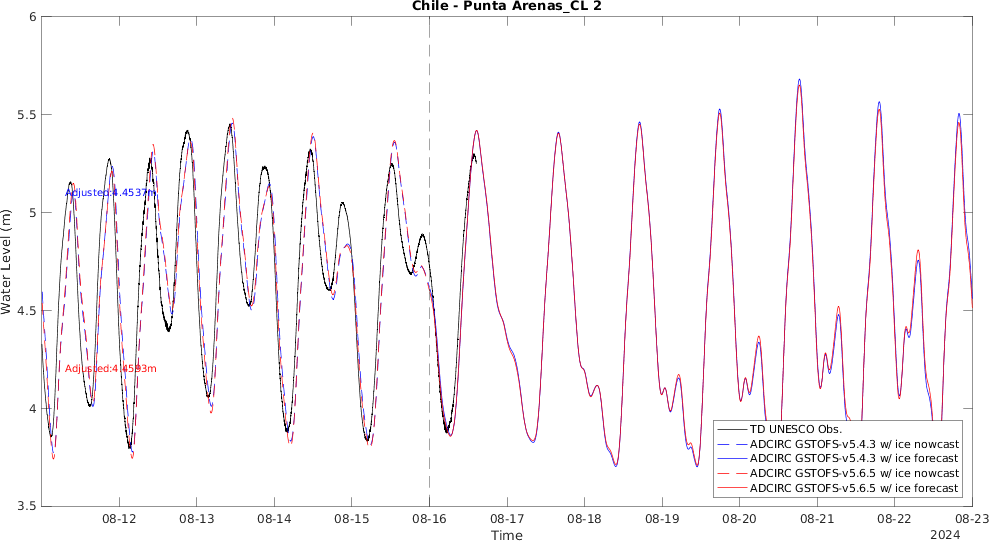 Chile - Punta Arenas_CL 2
6
5.5
5
4.5
4
3.5
Water Level (m)
Adjusted:4.4537m
Adjusted:4.4593m
TD UNESCO Obs.
ADCIRC GSTOFS-v5.4.3 w/ ice nowcast
ADCIRC GSTOFS-v5.4.3 w/ ice forecast
ADCIRC GSTOFS-v5.6.5 w/ ice nowcast
ADCIRC GSTOFS-v5.6.5 w/ ice forecast
08-12 08-13 08-14 08-15 08-16 08-17 08-18 08-19 08-20 08-21 08-22 08-23
Time
2024